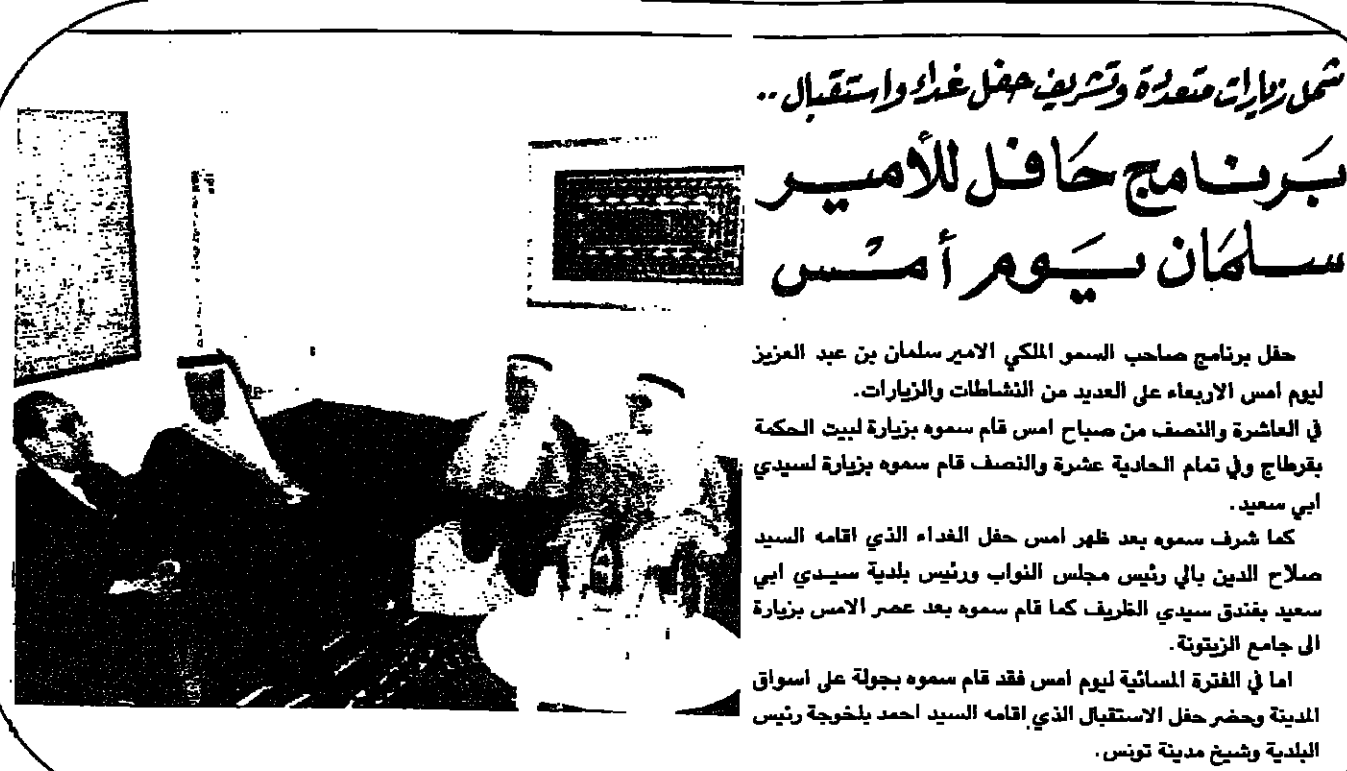 شمل زيارات متعددة وتشريف حفل غداء واستقبال ..
بَرنامج حَافل للأمير
سلمَان يَوم أمس
حفل برنامج صاحب السمو الملكي الامير سلمان بن عبد العزيز
ليوم امس الاربعاء على العديد من النشاطات والزيارات.
في العاشرة والنصف من صباح امس قام سموه بزيارة لبيت الحكمة
بقرطاج وفي تمام الحادية عشرة والنصف قام سموه بزيارة لسيدي
ابي سعيد.
كما شرف سموه بعد ظهر امس حفل الغداء الذي اقامه السيد
صلاح الدين بالي رئيس مجلس النواب ورئيس بلدية سيدي ابي
سعيد بفندق سيدي الظريف كما قام سموه بعد عصر الامس بزيارة
الى جامع الزيتونة.
اما في الفترة المسائية ليوم امس فقد قام سموه بجولة على اسواق
المدينة وحضر حفل الاستقبال الذي اقامه السيد احمد بلخوجة رئيس
البلدية وشيخ مدينة تونس.